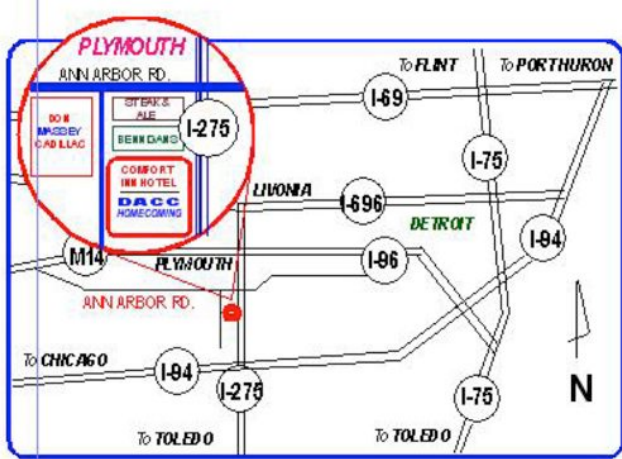 PLYMOUTH
ANN ARBOR RD.
To FLINT
To PORTHURON
I-69
DON
MASSEY
CADILLAC
STEAK &
ALE
BENNIGANS
I-275
I-75
COMFORT
INN HOTEL
DACC
HOMECOMING
LIVONIA
I-696
DETROIT
I-94
M14
PLYMOUTH
I-96
ANN ARBOR RD.
To CHICAGO
I-94
I-275
I-75
N
To TOLEDO
To TOLEDO